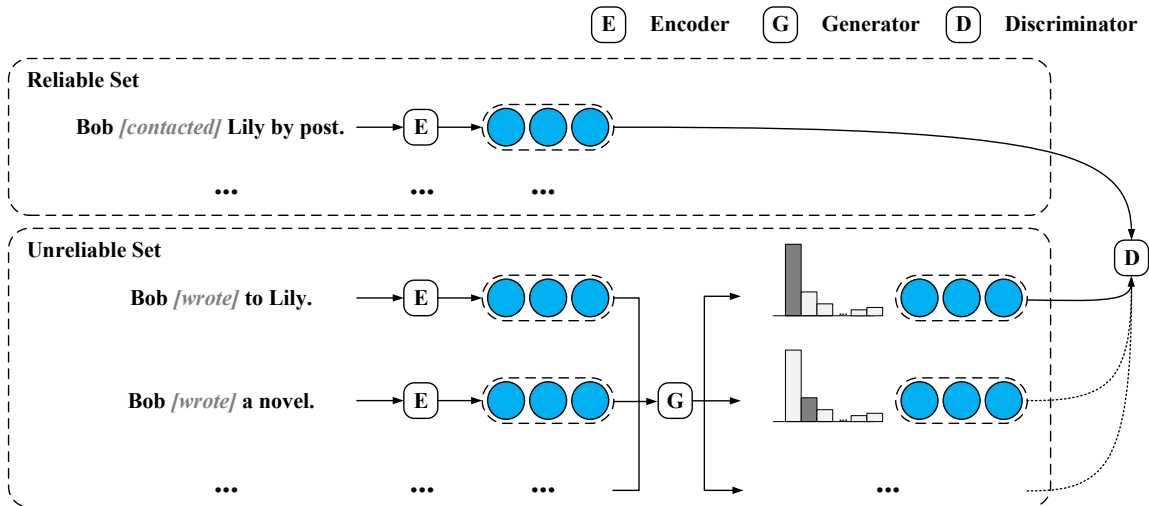 E Encoder G Generator D Discriminator
Reliable Set
Bob [contacted] Lily by post. E
... ... ...
D
Unreliable Set
Bob [wrote] to Lily. E
...
Bob [wrote] a novel. E G
...
... ... ... ...